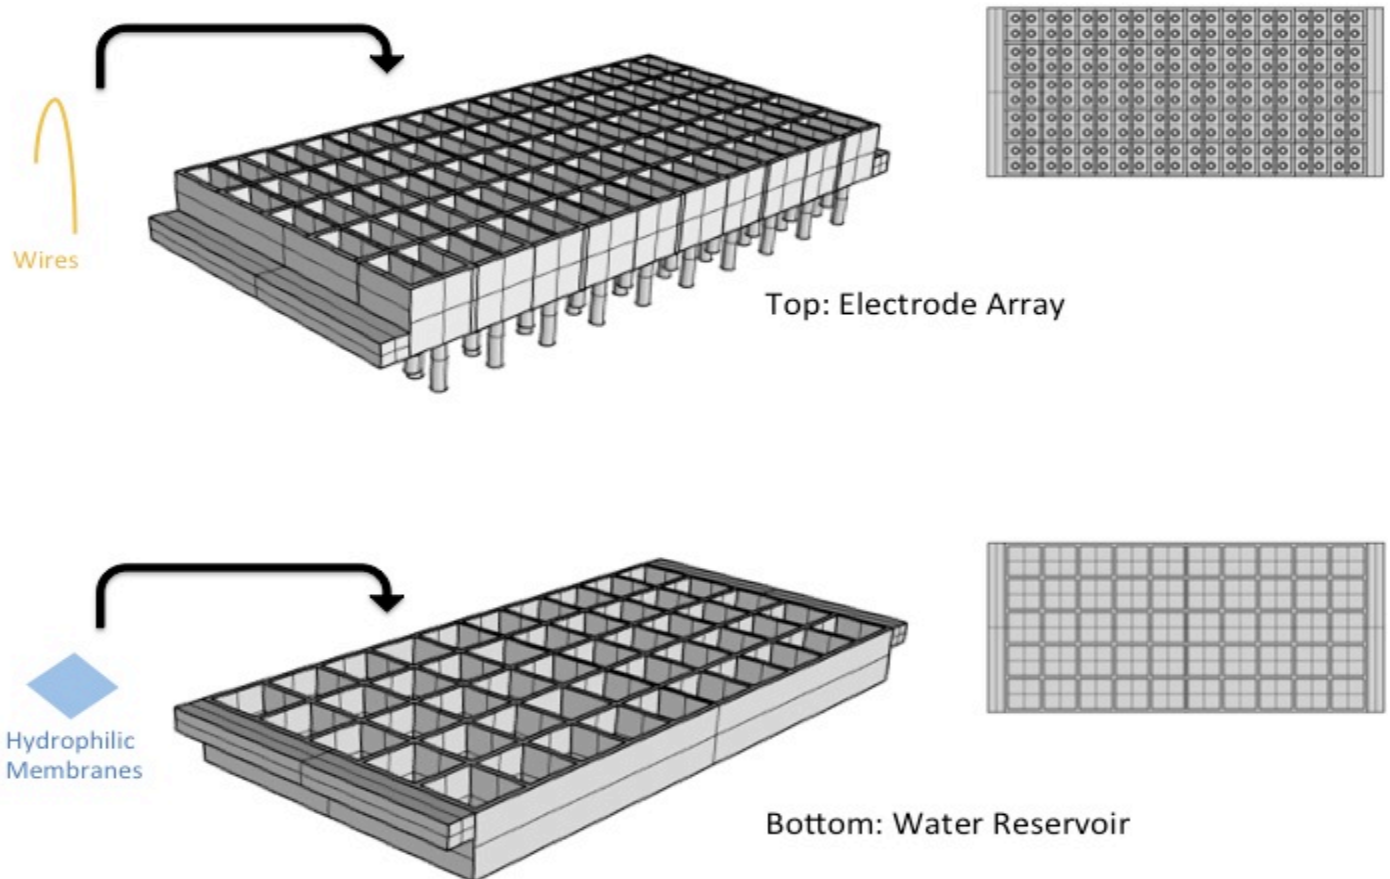 Wires
Top: Electrode Array
Hydrophilic
Membranes
Bottom: Water Reservoir